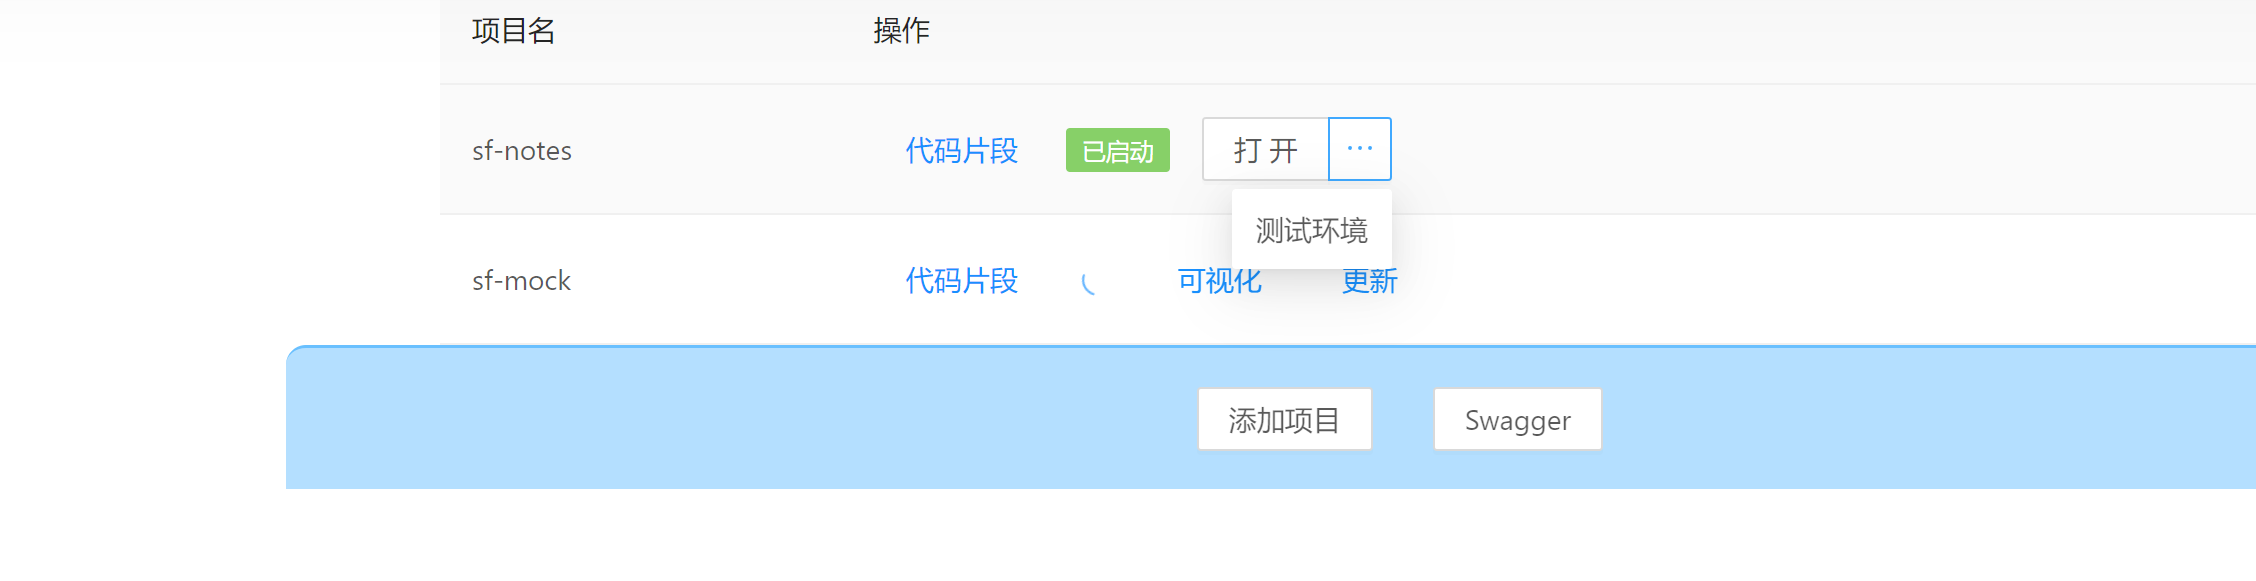 项目名 操作
sf-notes 代码片段 已启动 打 开 ···
测试环境
sf-mock 代码片段 可视化 更新
添加项目 Swagger